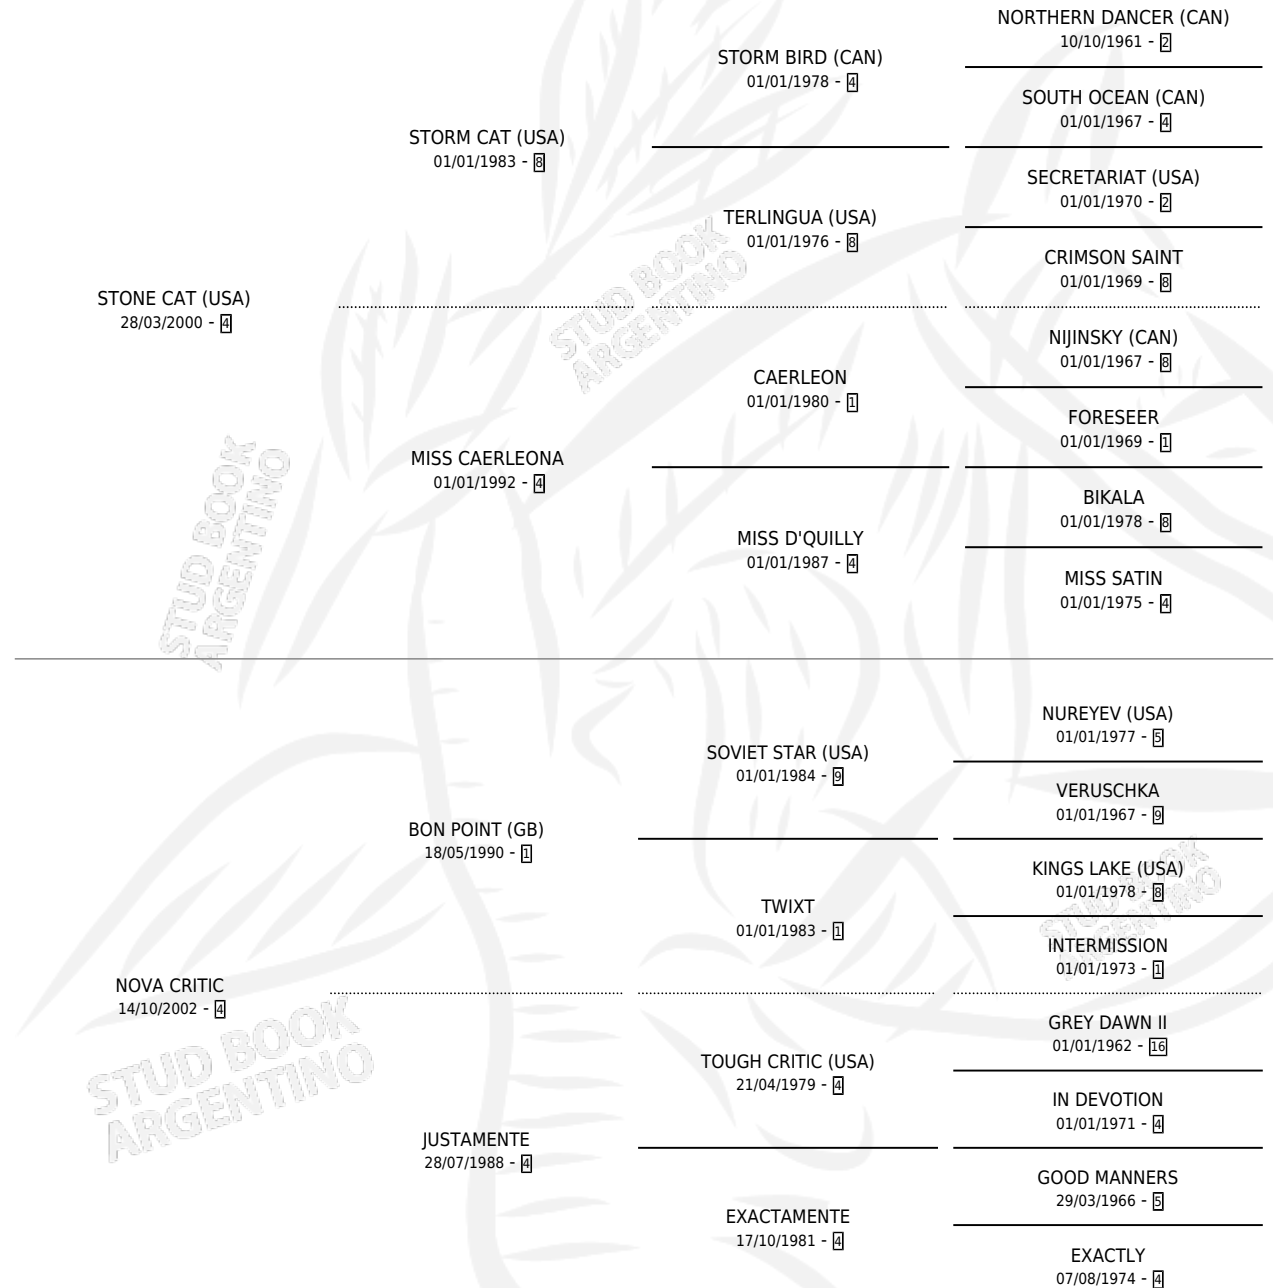 NORTHERN DANCER (CAN)
10/10/1961 - 2
STORM BIRD (CAN)
01/01/1978 - 4
SOUTH OCEAN (CAN)
01/01/1967 - 4
STORM CAT (USA)
01/01/1983 - 8
SECRETARIAT (USA)
01/01/1970 - 2
TERLINGUA (USA)
01/01/1976 - 8
CRIMSON SAINT
01/01/1969 - 8
STONE CAT (USA)
28/03/2000 - 4
NIJINSKY (CAN)
01/01/1967 - 8
CAERLEON
01/01/1980 - 1
FORESEER
01/01/1969 - 1
MISS CAERLEONA
01/01/1992 - 4
BIKALA
01/01/1978 - 8
MISS D'QUILLY
01/01/1987 - 4
MISS SATIN
01/01/1975 - 4
NUREYEV (USA)
01/01/1977 - 5
SOVIET STAR (USA)
01/01/1984 - 9
VERUSCHKA
01/01/1967 - 9
BON POINT (GB)
18/05/1990 - 1
KINGS LAKE (USA)
01/01/1978 - 8
TWIXT
01/01/1983 - 1
INTERMISSION
01/01/1973 - 1
NOVA CRITIC
14/10/2002 - 4
GREY DAWN II
01/01/1962 - 16
TOUGH CRITIC (USA)
21/04/1979 - 4
IN DEVOTION
01/01/1971 - 4
JUSTAMENTE
28/07/1988 - 4
GOOD MANNERS
29/03/1966 - 5
EXACTAMENTE
17/10/1981 - 4
EXACTLY
07/08/1974 - 4
STUD BOOK
ARGENTINO
STUD BOOK
ARGENTINO
STUD BOOK
ARGENTINO
STUD BOOK
ARGENTINO